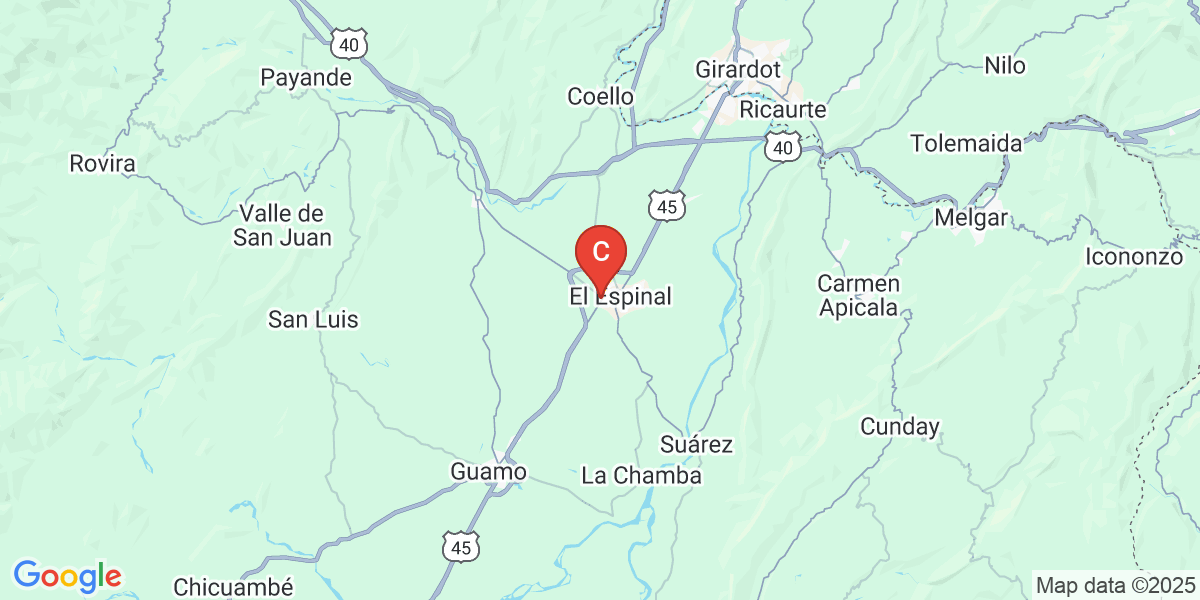 40
Payande
Girardot
Nilo
Coello
Ricaurte
Rovira
40
Tolemaida
45
Valle de
San Juan
Melgar
C
Icononzo
El Espinal
Carmen
Apicala
San Luis
Cunday
Suárez
Guamo
La Chamba
45
Google
Chicuambé
Map data ©2025